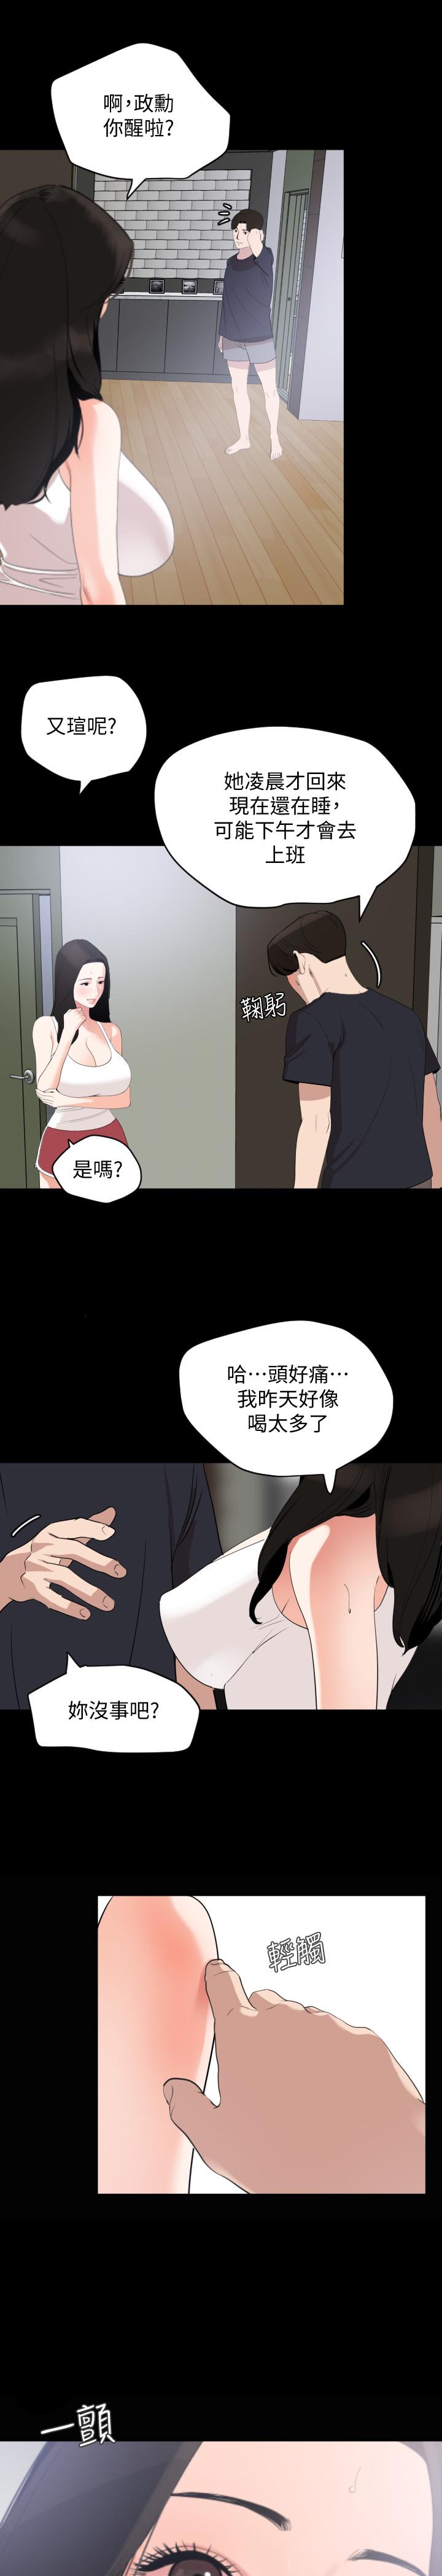 啊，政勳
你醒啦？
又瑄呢？
她凌晨才回來
現在還在睡，
可能下午才會去
上班
鞠躬
是嗎？
哈⋯頭好痛⋯
我昨天好像
喝太多了
妳沒事吧？
輕觸
一顫